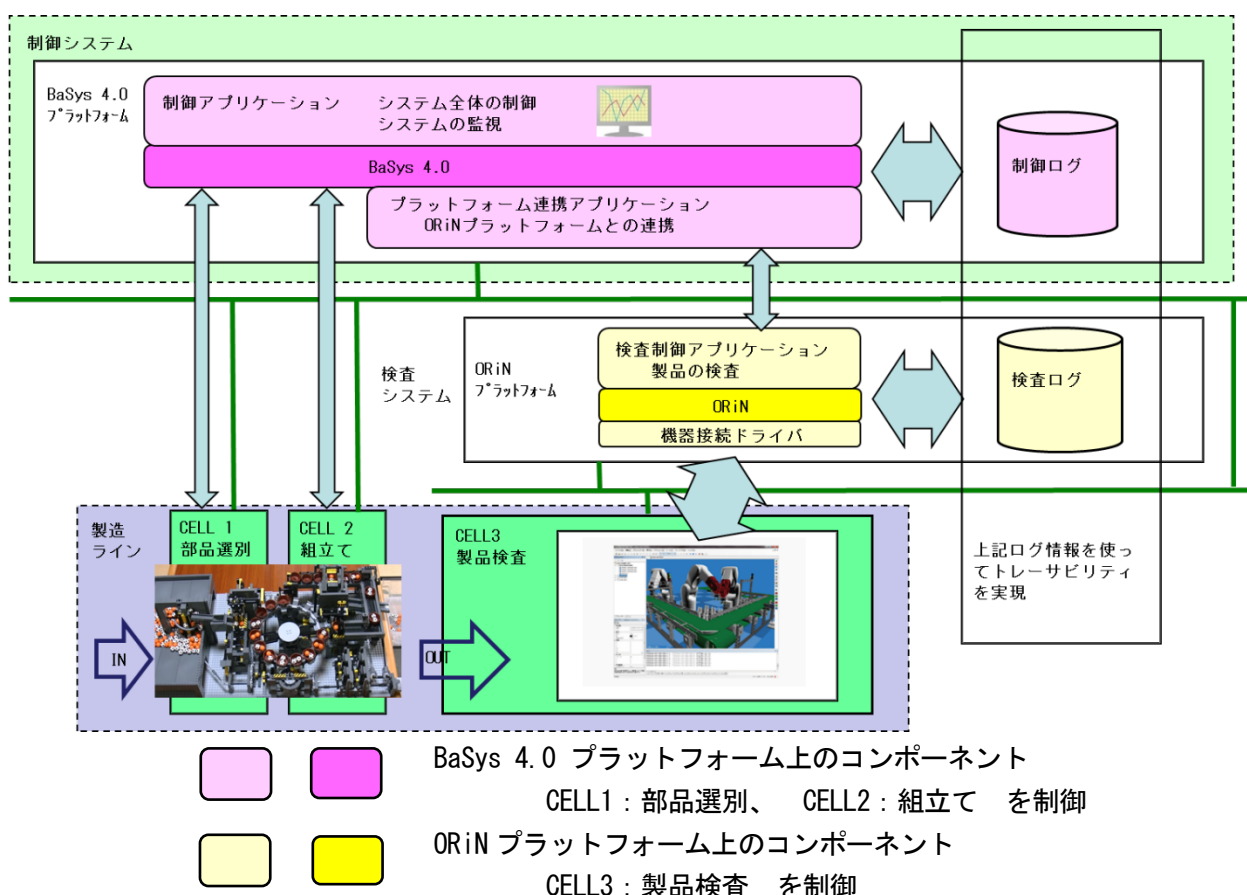 制御システム
BaSys 4.0
ﾌﾟﾗｯﾄﾌｫｰﾑ
制御アプリケーション
システム全体の制御
システムの監視
BaSys 4.0
プラットフォーム連携アプリケーション
ORiNプラットフォームとの連携
制御ログ
検査
システム
ORiN
ﾌﾟﾗｯﾄﾌｫｰﾑ
検査制御アプリケーション
製品の検査
ORiN
機器接続ドライバ
検査ログ
製造
ライン
CELL 1
部品選別
CELL 2
組立て
CELL3
製品検査
IN
OUT
上記ログ情報を使っ
てトレーサビリティ
を実現
BaSys 4.0 プラットフォーム上のコンポーネント
CELL1：部品選別、 CELL2：組立て を制御
ORiN プラットフォーム上のコンポーネント
CELL3：製品検査 を制御